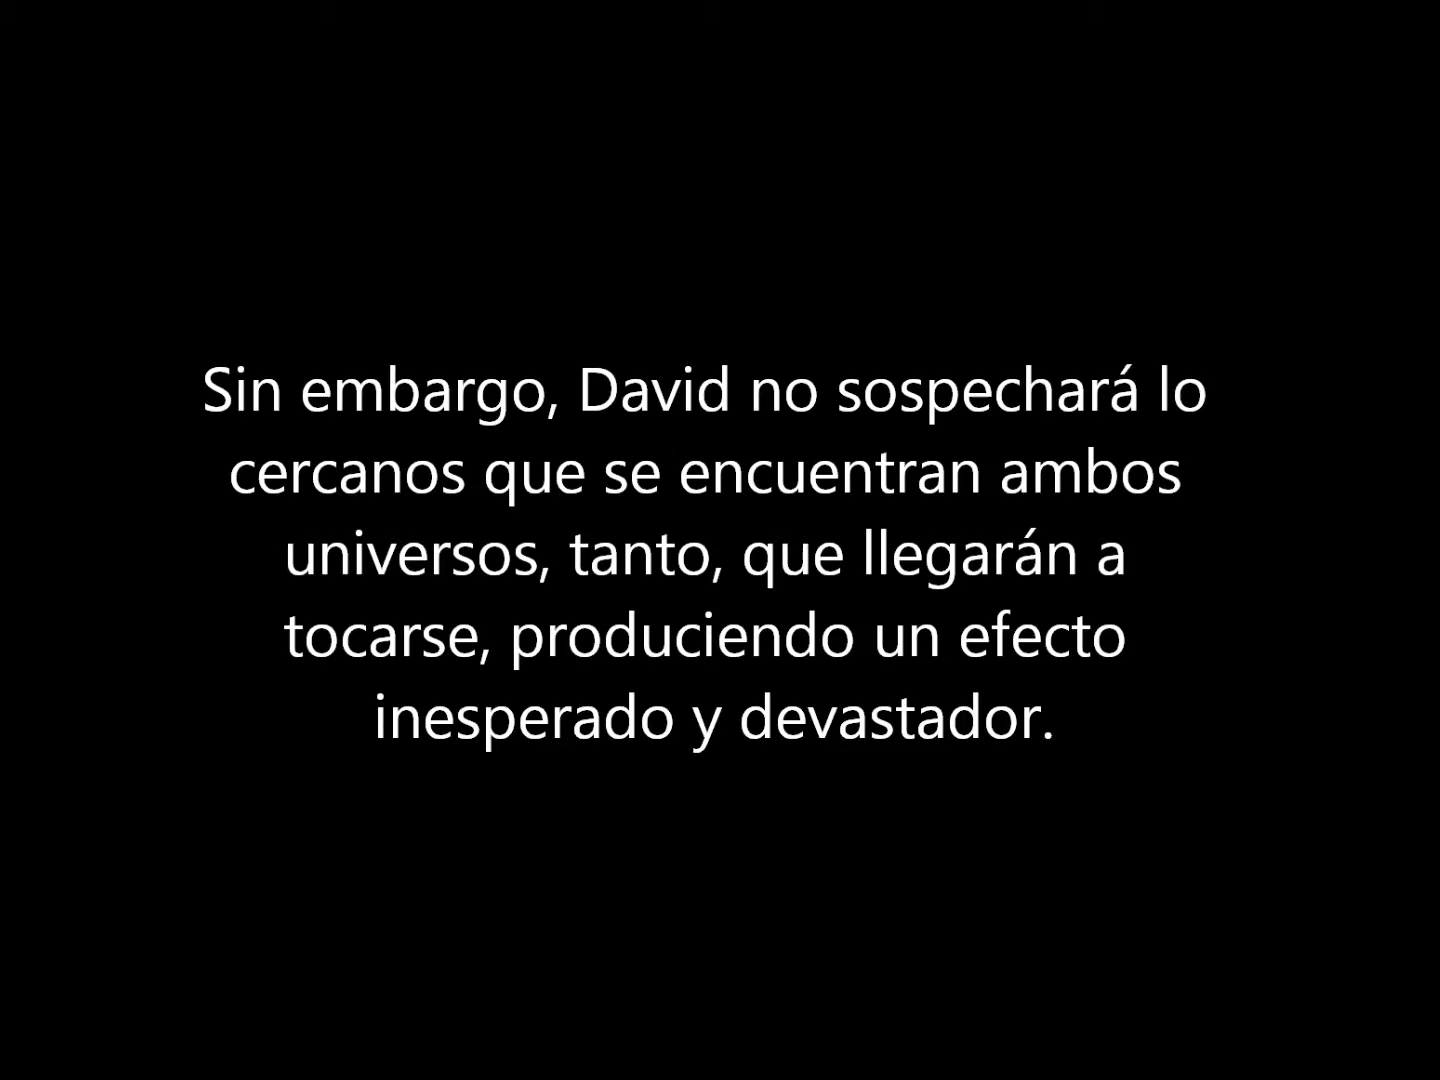 Sin embargo, David no sospechará lo
cercanos que se encuentran ambos
universos, tanto, que llegarán a
tocarse, produciendo un efecto
inesperado y devastador.